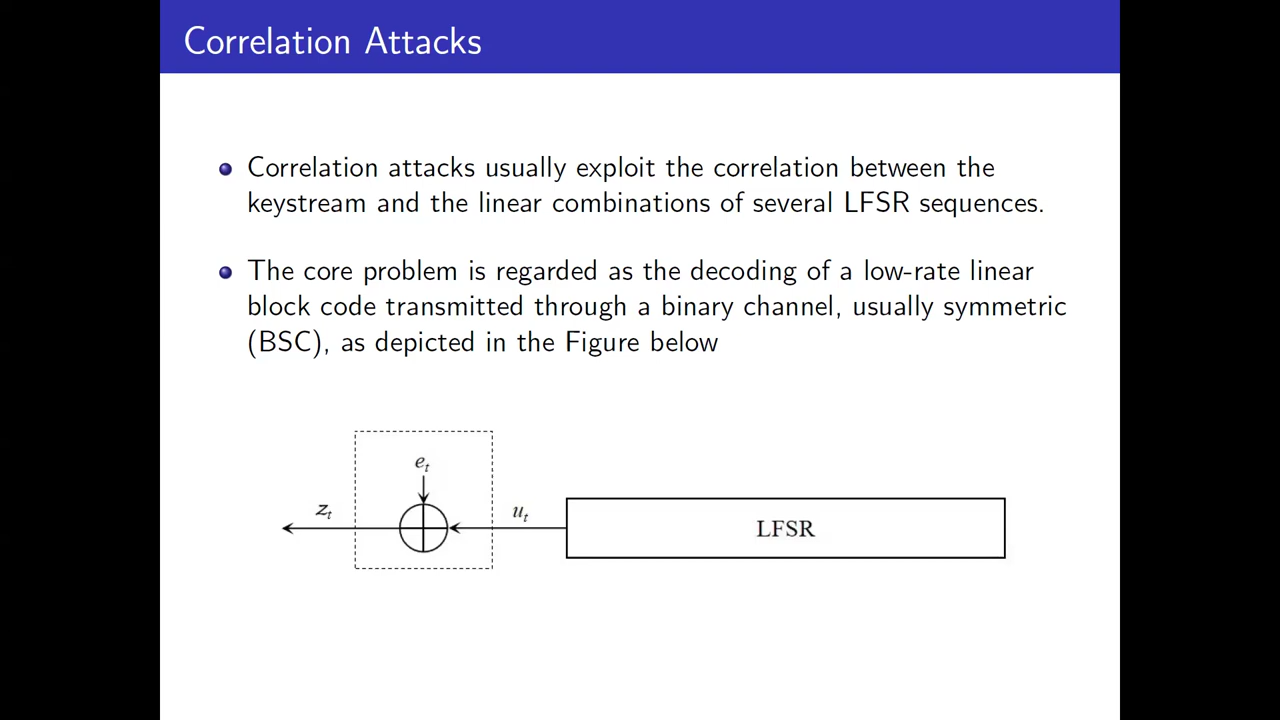 Correlation Attacks
Correlation attacks usually exploit the correlation between the
keystream and the linear combinations of several LFSR sequences.
The core problem is regarded as the decoding of a low-rate linear
block code transmitted through a binary channel, usually symmetric
(BSC), as depicted in the Figure below
e_t
z_t
u_t
LFSR